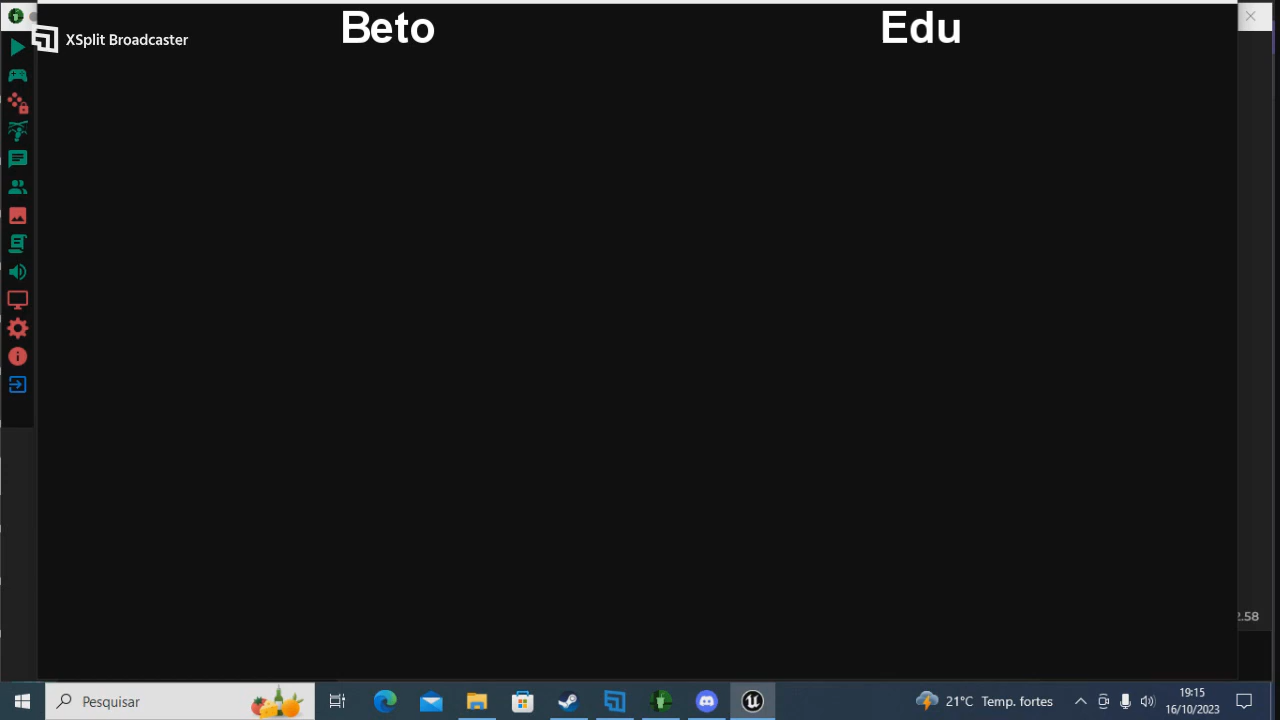 Beto
Edu
XSplit Broadcaster
2.58
Pesquisar
21°C Temp. fortes
19:15
16/10/2023